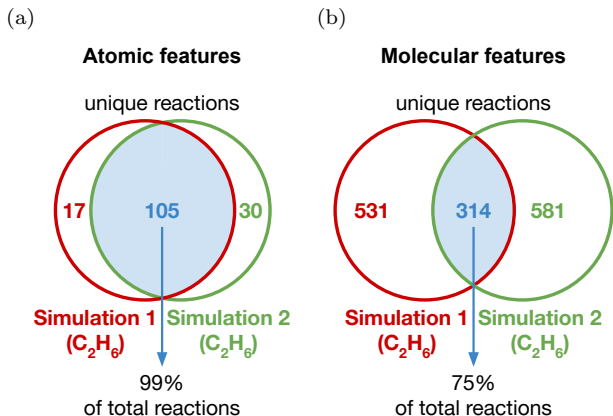 (a)
Atomic features
unique reactions
17
105
30
Simulation 1
(C₂H₆)
Simulation 2
(C₂H₆)
99%
of total reactions
(b)
Molecular features
unique reactions
531
314
581
Simulation 1
(C₂H₆)
Simulation 2
(C₂H₆)
75%
of total reactions